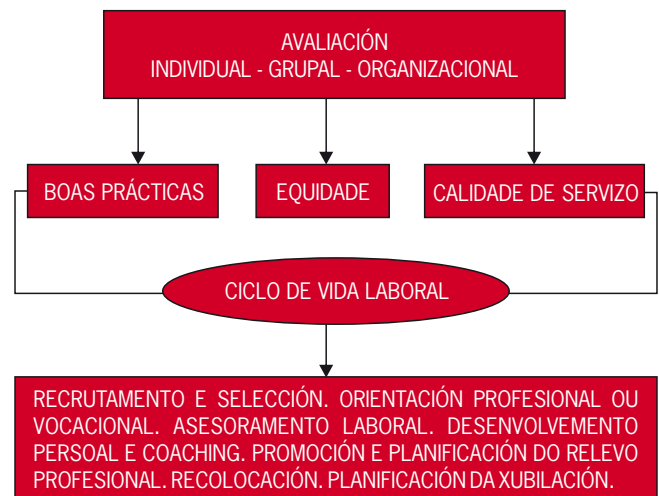 AVALIACIÓN
INDIVIDUAL - GRUPAL - ORGANIZACIONAL
BOAS PRÁCTICAS
EQUIDADE
CALIDADE DE SERVIZO
CICLO DE VIDA LABORAL
RECRUTAMENTO E SELECCIÓN. ORIENTACIÓN PROFESIONAL OU
VOCACIONAL. ASESORAMENTO LABORAL. DESENVOLVEMENTO
PERSOAL E COACHING. PROMOCIÓN E PLANIFICACIÓN DO RELEVO
PROFESIONAL. RECOLOCACIÓN. PLANIFICACIÓN DA XUBILACIÓN.